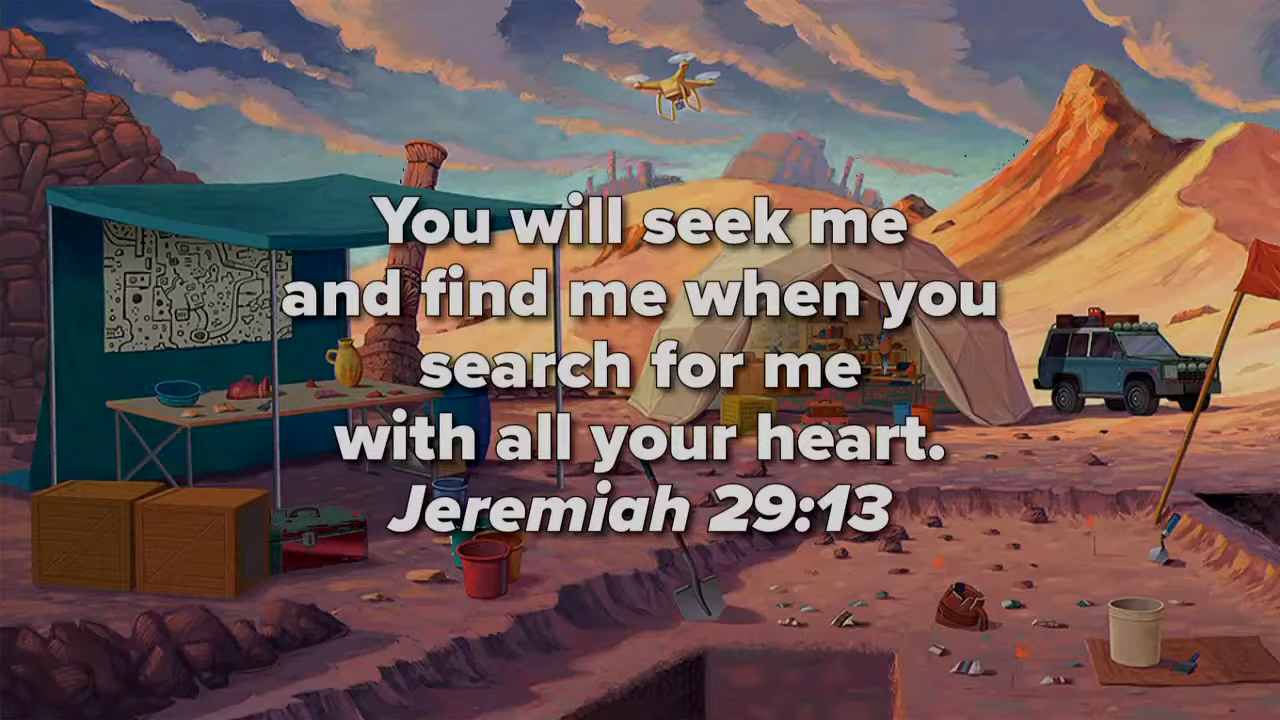 You will seek me
and find me when you
search for me
with all your heart.
Jeremiah 29:13